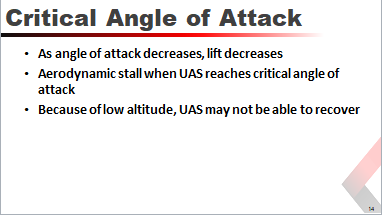 Critical Angle of Attack
• As angle of attack decreases, lift decreases
• Aerodynamic stall when UAS reaches critical angle of
attack
• Because of low altitude, UAS may not be able to recover
14